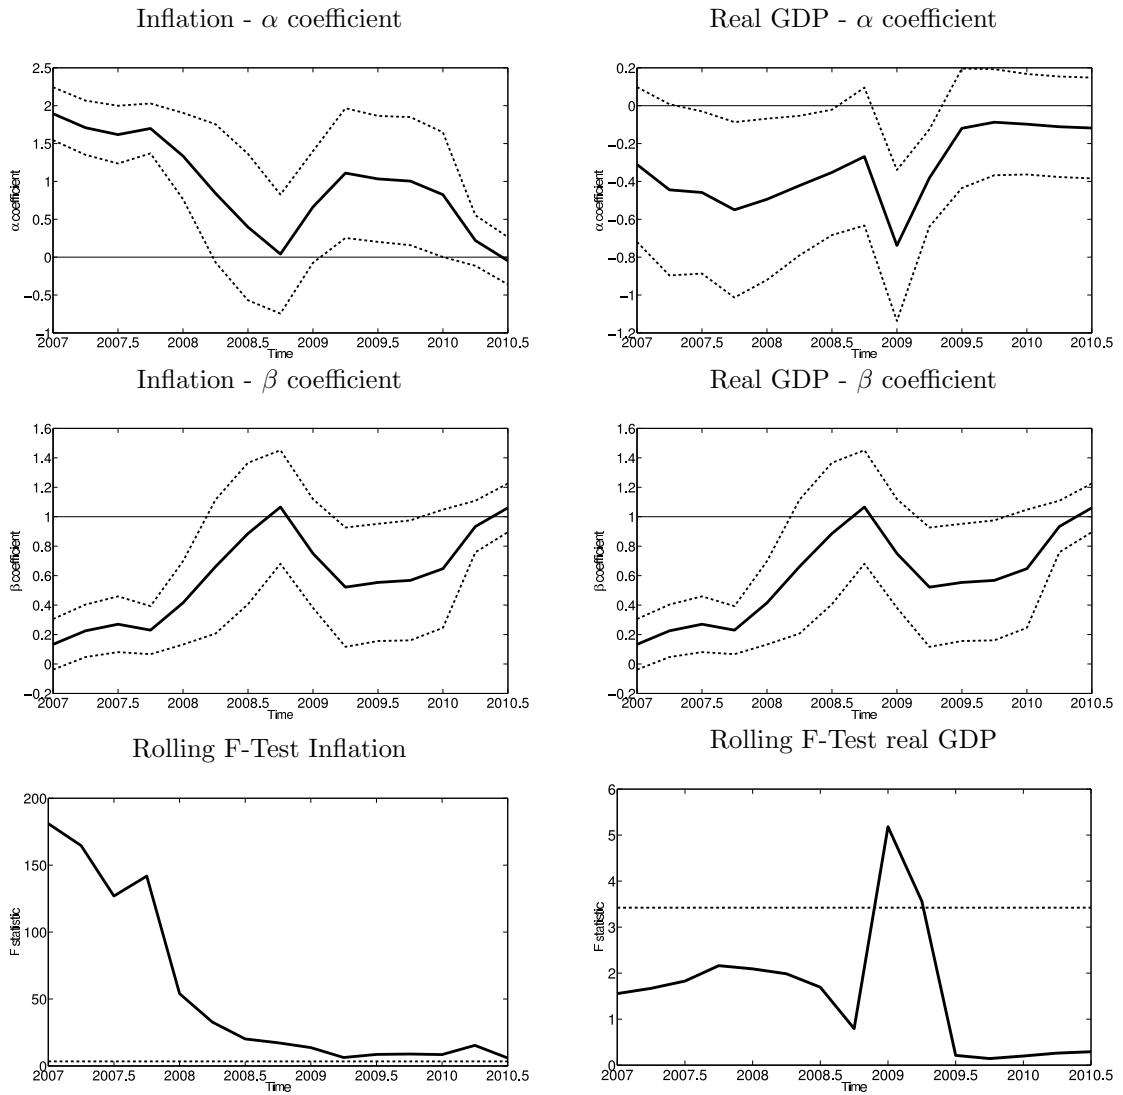 Inflation - α coefficient
2.5
2
1.5
1
0.5
0
−0.5
−1
α coefficient
2007 2007.5 2008 2008.5 2009 2009.5 2010 2010.5
Time
Real GDP - α coefficient
0.2
0
−0.2
−0.4
−0.6
−0.8
−1
−1.2
α coefficient
2007 2007.5 2008 2008.5 2009 2009.5 2010 2010.5
Time
Inflation - β coefficient
1.6
1.4
1.2
1
0.8
0.6
0.4
0.2
0
−0.2
β coefficient
2007 2007.5 2008 2008.5 2009 2009.5 2010 2010.5
Time
Real GDP - β coefficient
1.6
1.4
1.2
1
0.8
0.6
0.4
0.2
0
−0.2
β coefficient
2007 2007.5 2008 2008.5 2009 2009.5 2010 2010.5
Time
Rolling F-Test Inflation
200
150
100
50
0
F statistic
2007 2007.5 2008 2008.5 2009 2009.5 2010 2010.5
Time
Rolling F-Test real GDP
6
5
4
3
2
1
0
F statistic
2007 2007.5 2008 2008.5 2009 2009.5 2010 2010.5
Time